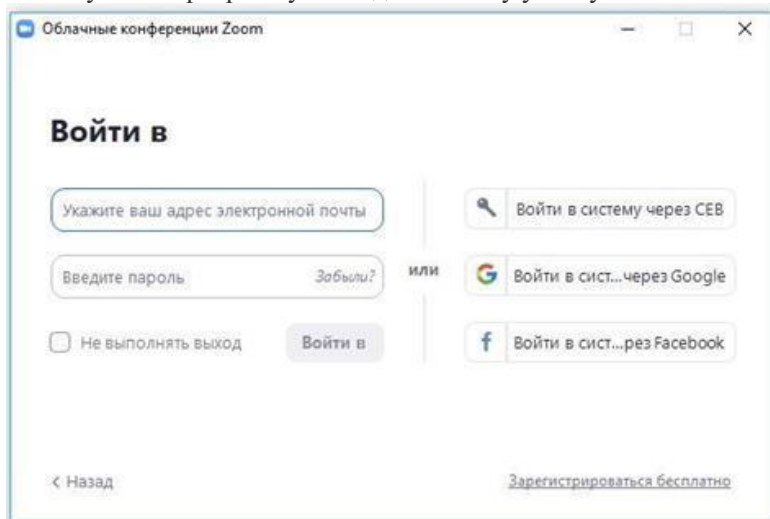 Облачные конференции Zoom
Войти в
Укажите ваш адрес электронной почты
Введите пароль Забыли?
Не выполнять выход Войти в
или
Войти в систему через СЕВ
Войти в сист...через Google
Войти в сист...рез Facebook
< Назад
Зарегистрироваться бесплатно